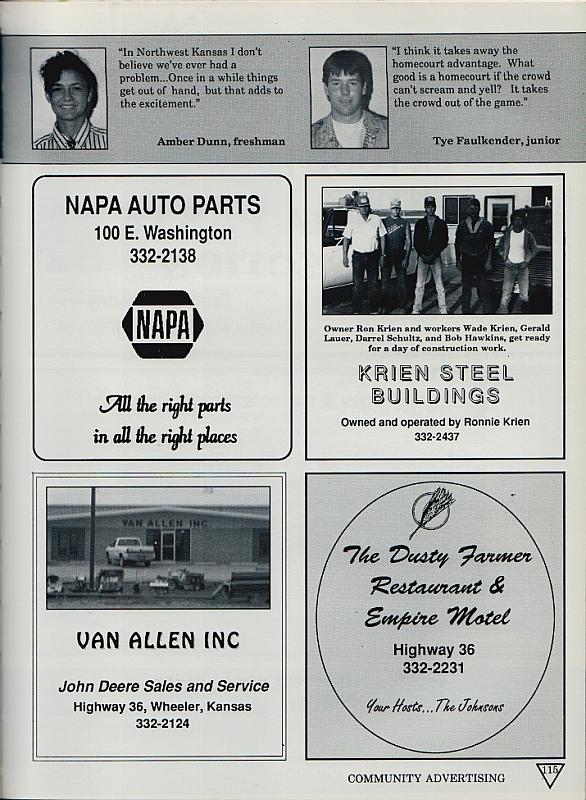 "In Northwest Kansas I don't
believe we've ever had a
problem...Once in a while things
get out of hand, but that adds to
the excitement."
Amber Dunn, freshman
"I think it takes away the
homecourt advantage. What
good is a homecourt if the crowd
can't scream and yell? It takes
the crowd out of the game."
Tye Faulkender, junior
NAPA AUTO PARTS
100 E. Washington
332-2138
NAPA
All the right parts
in all the right places
Owner Ron Krien and workers Wade Krien, Gerald
Lauer, Darrel Schultz, and Bob Hawkins, get ready
for a day of construction work.
KRIEN STEEL
BUILDINGS
Owned and operated by Ronnie Krien
332-2437
VAN ALLEN INC.
VAN ALLEN INC
John Deere Sales and Service
Highway 36, Wheeler, Kansas
332-2124
The Dusty Farmer
Restaurant &
Empire Motel
Highway 36
332-2231
Your Hosts...The Johnsons
COMMUNITY ADVERTISING
115